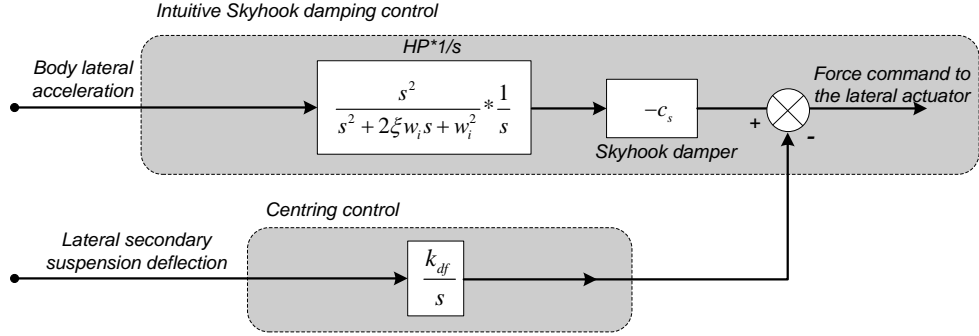 Intuitive Skyhook damping control
HP*1/s
Body lateral
acceleration
s²
s² + 2ξwᵢs + wᵢ²
* 1
s
−cₛ
Skyhook damper
+
-
Force command to
the lateral actuator
Centring control
Lateral secondary
suspension deflection
k_df
s